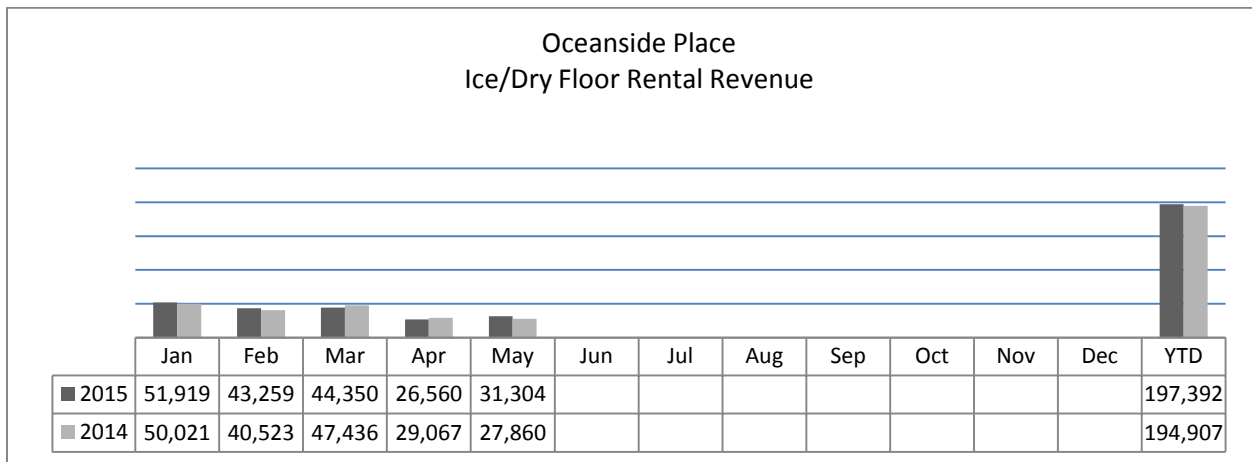 Oceanside Place
Ice/Dry Floor Rental Revenue
Jan Feb Mar Apr May Jun Jul Aug Sep Oct Nov Dec YTD
2015 51,919 43,259 44,350 26,560 31,304 197,392
2014 50,021 40,523 47,436 29,067 27,860 194,907